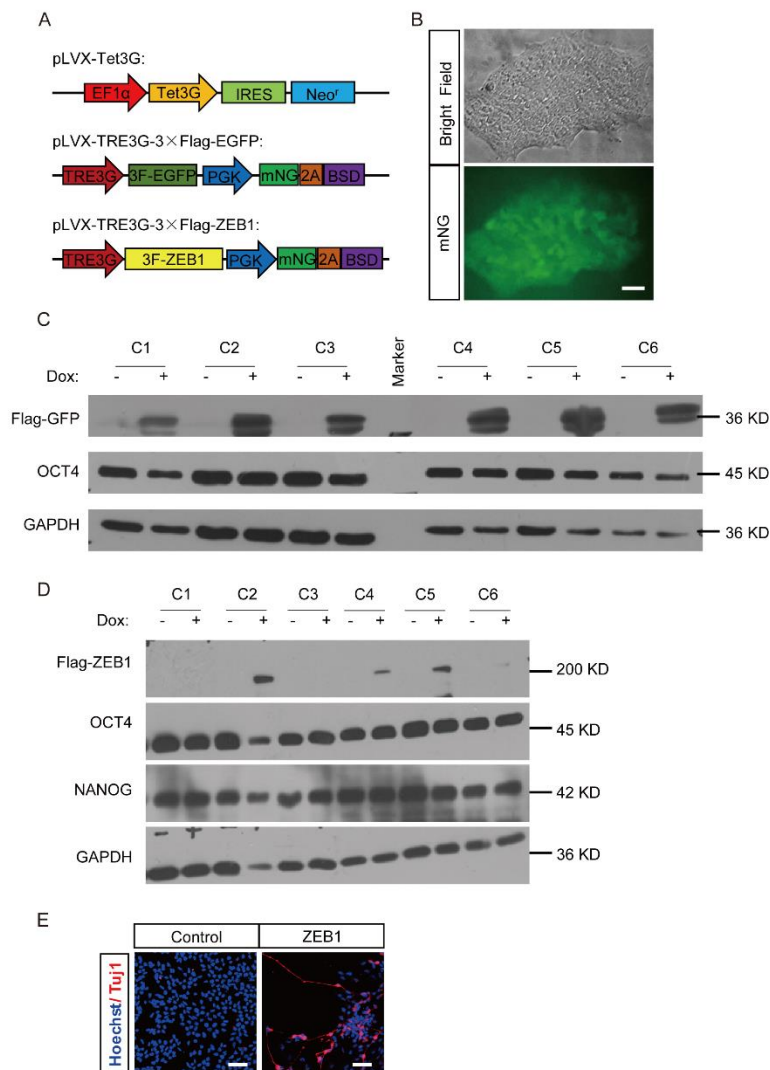 A
pLVX-Tet3G:
EF1α Tet3G IRES Neoʳ
pLVX-TRE3G-3×Flag-EGFP:
TRE3G 3F-EGFP PGK mNG 2A BSD
pLVX-TRE3G-3×Flag-ZEB1:
TRE3G 3F-ZEB1 PGK mNG 2A BSD
B
Bright Field
mNG
C
C1 C2 C3 Marker C4 C5 C6
Dox: - + - + - + - + - + - +
Flag-GFP 36 KD
OCT4 45 KD
GAPDH 36 KD
D
C1 C2 C3 C4 C5 C6
Dox: - + - + - + - + - + - +
Flag-ZEB1 200 KD
OCT4 45 KD
NANOG 42 KD
GAPDH 36 KD
E
Control ZEB1
Hoechst/Tuj1